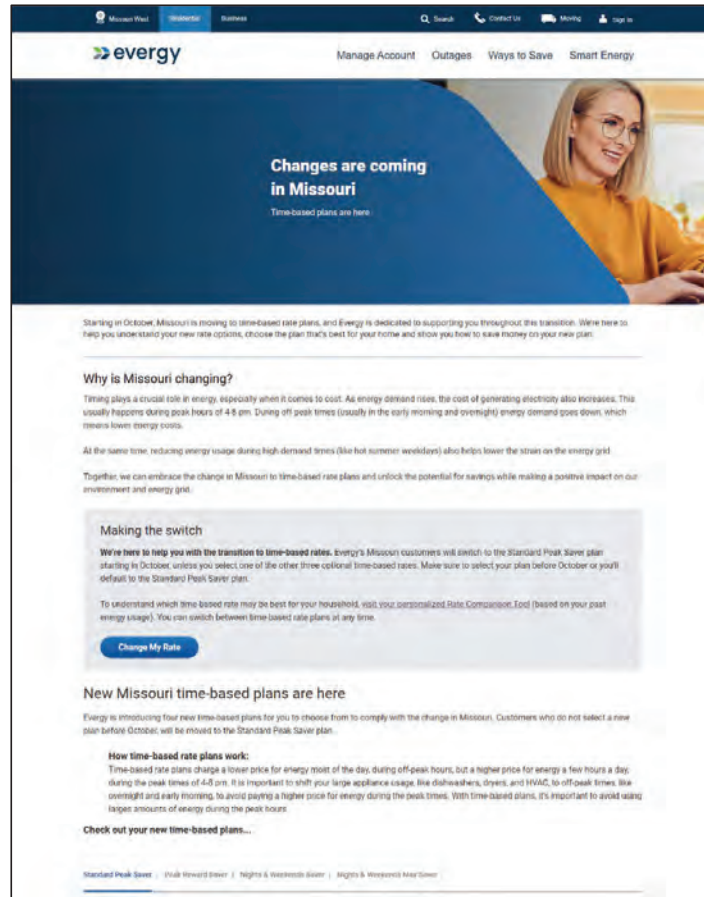 Missouri West Residential Business Search Contact Us Moving Sign In
evergy Manage Account Outages Ways to Save Smart Energy
Changes are coming
in Missouri
Time-based plans are here
Starting in October, Missouri is moving to time-based rate plans, and Evergy is dedicated to supporting you throughout this transition. We're here to
help you understand your new rate options, choose the plan that's best for your home and show you how to save money on your new plan.
Why is Missouri changing?
Timing plays a crucial role in energy, especially when it comes to cost. As energy demand rises, the cost of generating electricity also increases. This
usually happens during peak hours of 4-8 pm. During off peak times (usually in the early morning and overnight) energy demand goes down, which
means lower energy costs.
At the same time, reducing energy usage during high demand times (like hot summer weekdays) also helps lower the strain on the energy grid.
Together, we can embrace the change in Missouri to time-based rate plans and unlock the potential for savings while making a positive impact on our
environment and energy grid.
Making the switch
We're here to help you with the transition to time-based rates. Evergy's Missouri customers will switch to the Standard Peak Saver plan
starting in October, unless you select one of the other three optional time-based rates. Make sure to select your plan before October or you'll
default to the Standard Peak Saver plan.
To understand which time-based rate may be best for your household, visit your personalized Rate Comparison Tool (based on your past
energy usage). You can switch between time-based rate plans at any time.
Change My Rate
New Missouri time-based plans are here
Evergy is introducing four new time-based plans for you to choose from to comply with the change in Missouri. Customers who do not select a new
plan before October, will be moved to the Standard Peak Saver plan.
How time-based rate plans work:
Time-based rate plans charge a lower price for energy most of the day, during off-peak hours, but a higher price for energy a few hours a day,
during the peak times of 4-8 pm. It is important to shift your large appliance usage, like dishwashers, dryers, and HVAC, to off-peak times, like
overnight and early morning, to avoid paying a higher price for energy during the peak times. With time-based plans, it's important to avoid using
larges amounts of energy during the peak hours.
Check out your new time-based plans...
Standard Peak Saver | Peak Reward Saver | Nights & Weekends Saver | Nights & Weekends Max Saver